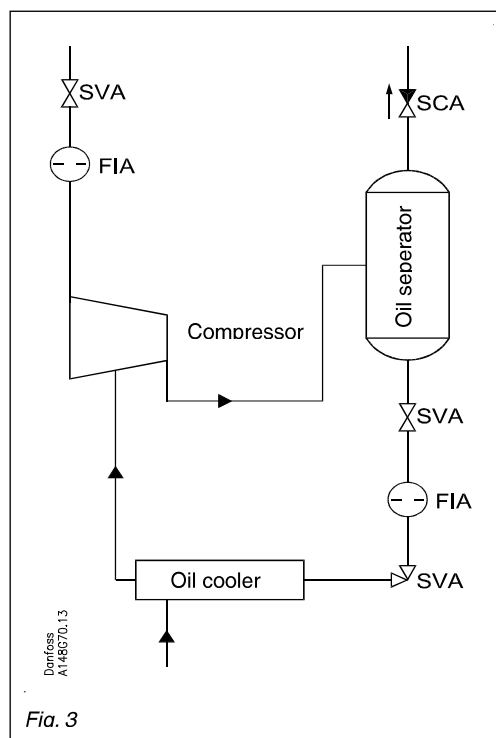 SVA
SCA
FIA
Oil seperator
Compressor
SVA
FIA
Oil cooler
SVA
Danfoss
A148G70.13
Fig. 3